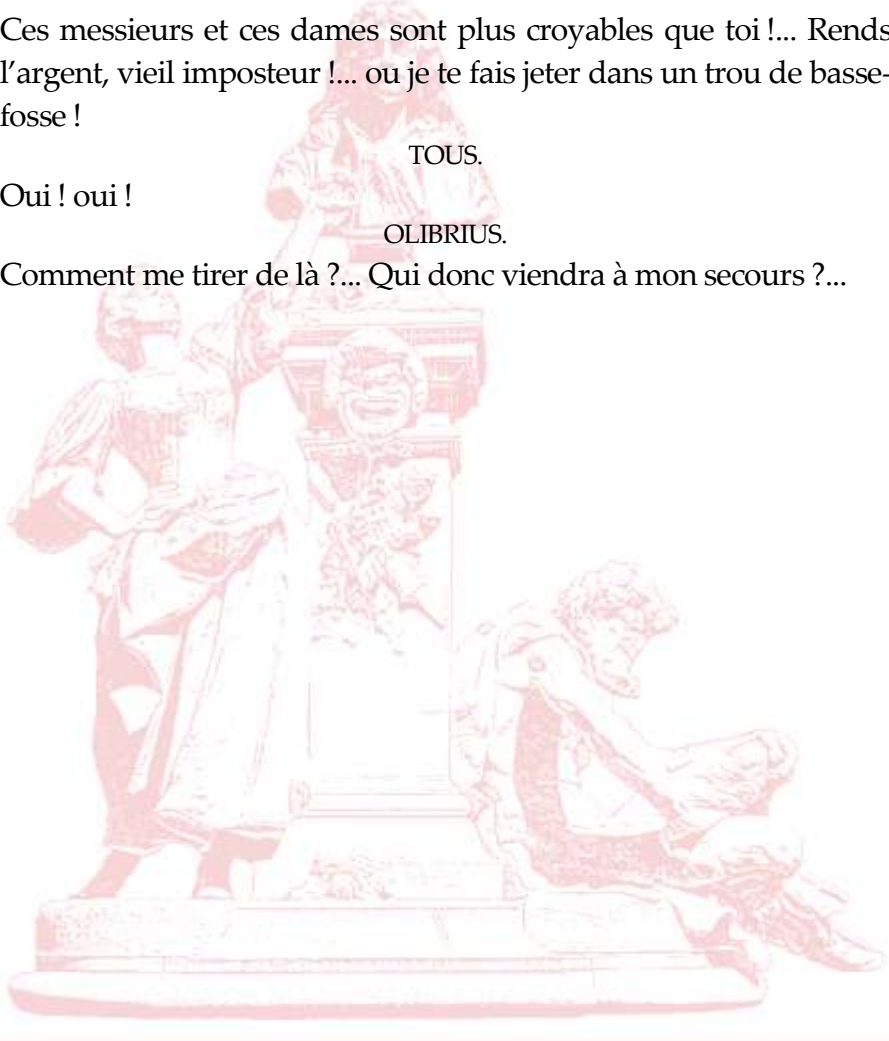 Ces messieurs et ces dames sont plus croyables que toi !... Rends
l’argent, vieil imposteur !... ou je te fais jeter dans un trou de basse-
fosse !
TOUS.
Oui ! oui !
OLIBRIUS.
Comment me tirer de là ?... Qui donc viendra à mon secours ?...